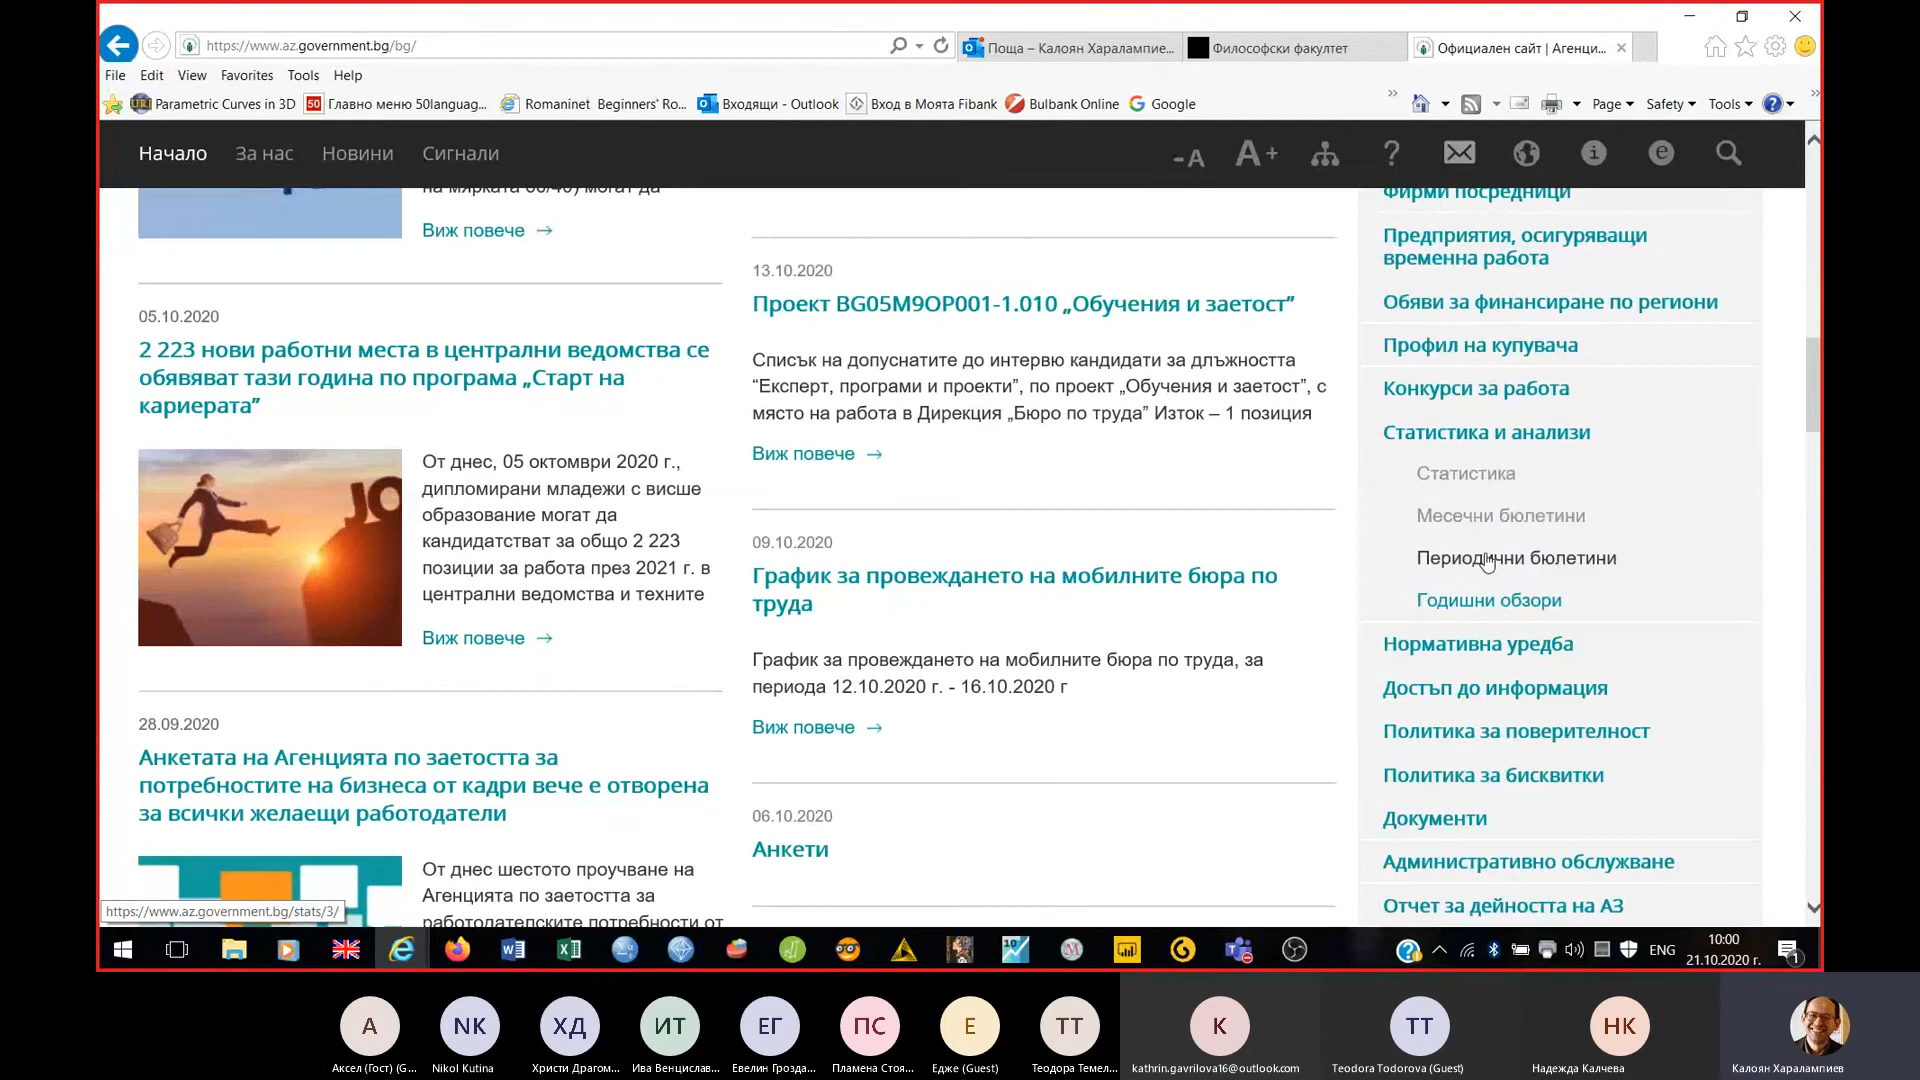 https://www.az.government.bg/bg/
Поща – Калоян Харалампие...
Философски факултет
Официален сайт | Агенци...
File Edit View Favorites Tools Help
Parametric Curves in 3D
50 Главно меню 50languag...
Romaninet Beginners' Ro...
Входящи - Outlook
Вход в Моята Fibank
Bulbank Online
Google
Page Safety Tools
Начало За нас Новини Сигнали
-A A+ ?
Виж повече →
05.10.2020
2 223 нови работни места в централни ведомства се
обявяват тази година по програма „Старт на
кариерата”
От днес, 05 октомври 2020 г.,
дипломирани младежи с висше
образование могат да
кандидатстват за общо 2 223
позиции за работа през 2021 г. в
централни ведомства и техните
Виж повече →
28.09.2020
Анкетата на Агенцията по заетостта за
потребностите на бизнеса от кадри вече е отворена
за всички желаещи работодатели
От днес шестото проучване на
Агенцията по заетостта за
работодателските потребности от
https://www.az.government.bg/stats/3/
13.10.2020
Проект BG05M9OP001-1.010 „Обучения и заетост”
Списък на допуснатите до интервю кандидати за длъжността
“Експерт, програми и проекти”, по проект „Обучения и заетост”, с
място на работа в Дирекция „Бюро по труда” Изток – 1 позиция
Виж повече →
09.10.2020
График за провеждането на мобилните бюра по
труда
График за провеждането на мобилните бюра по труда, за
периода 12.10.2020 г. - 16.10.2020 г
Виж повече →
06.10.2020
Анкети
Фирми посредници
Предприятия, осигуряващи
временна работа
Обяви за финансиране по региони
Профил на купувача
Конкурси за работа
Статистика и анализи
Статистика
Месечни бюлетини
Периодични бюлетини
Годишни обзори
Нормативна уредба
Достъп до информация
Политика за поверителност
Политика за бисквитки
Документи
Административно обслужване
Отчет за дейността на АЗ
JO
ENG
10:00
21.10.2020 г.
1
А NK ХД ИТ ЕГ ПС Е ТТ К TT НК
Аксел (Гост) (G...
Nikol Kutina
Христи Драгом...
Ива Венцислав...
Евелин Грозда...
Пламена Стоя...
Едже (Guest)
Теодора Темел...
kathrin.gavrilova16@outlook.com
Teodora Todorova (Guest)
Надежда Калчева
Калоян Харалампиев